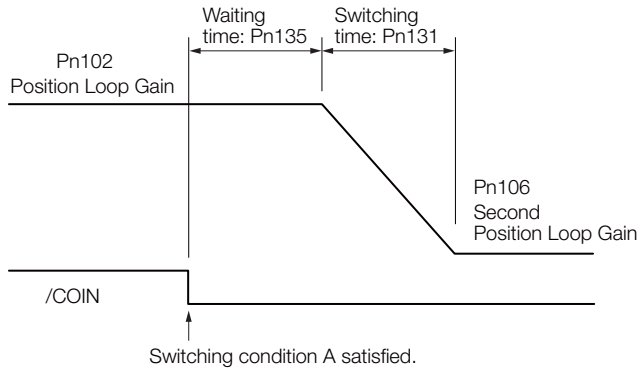 Waiting
time: Pn135
Switching
time: Pn131
Pn102
Position Loop Gain
Pn106
Second
Position Loop Gain
/COIN
Switching condition A satisfied.